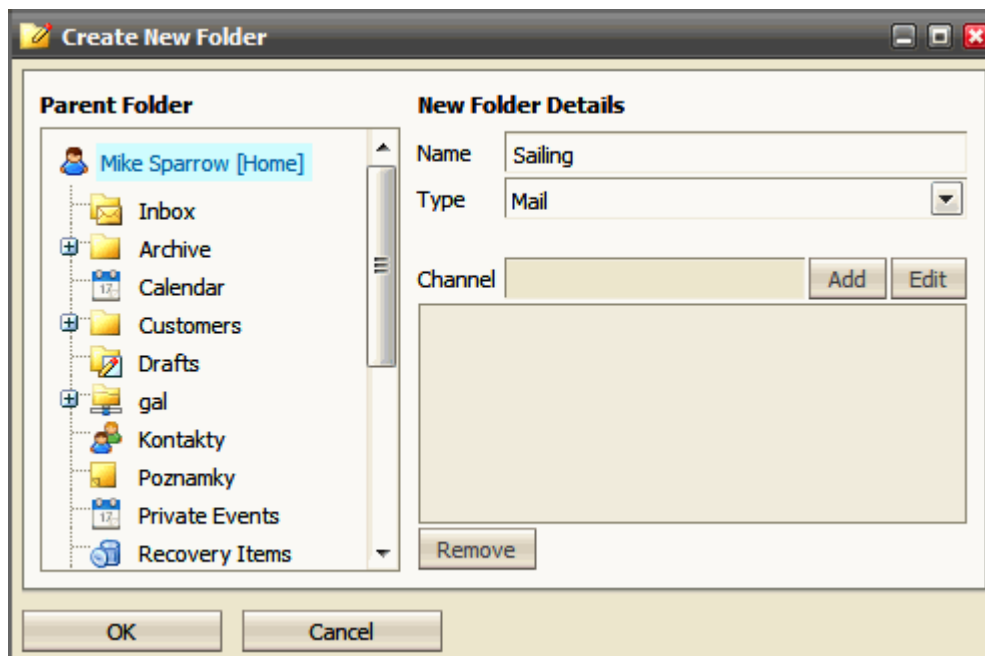 Create New Folder
Parent Folder
Mike Sparrow [Home]
Inbox
Archive
Calendar
Customers
Drafts
gal
Kontakty
Poznamky
Private Events
Recovery Items
New Folder Details
Name Sailing
Type Mail
Channel Add Edit
Remove
OK Cancel